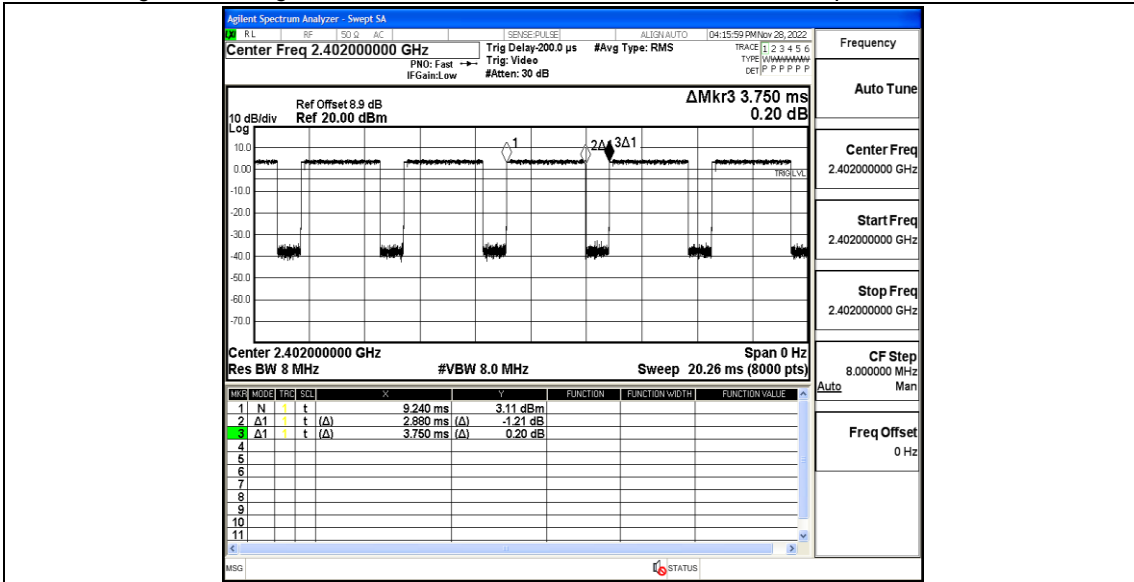 Agilent Spectrum Analyzer - Swept SA
RL RF 50 Ω AC SENSE:PULSE ALIGN AUTO 04:15:59 PM Nov 28, 2022
Center Freq 2.402000000 GHz
PNO: Fast
IFGain:Low
Trig Delay-200.0 µs
Trig: Video
#Atten: 30 dB
#Avg Type: RMS
TRACE 1 2 3 4 5 6
TYPE WWWWWW
DET P P P P P P
Frequency
ΔMkr3 3.750 ms
0.20 dB
Ref Offset 8.9 dB
10 dB/div Ref 20.00 dBm
Log
10.0
0.00
-10.0
-20.0
-30.0
-40.0
-50.0
-60.0
-70.0
1
2Δ1
3Δ1
TRIG LVL
Center 2.402000000 GHz Span 0 Hz
Res BW 8 MHz #VBW 8.0 MHz Sweep 20.26 ms (8000 pts)
MKR MODE TRC SCL X Y FUNCTION FUNCTION WIDTH FUNCTION VALUE
1 N 1 t 9.240 ms 3.11 dBm
2 Δ1 1 t (Δ) 2.880 ms (Δ) -1.21 dB
3 Δ1 1 t (Δ) 3.750 ms (Δ) 0.20 dB
4
5
6
7
8
9
10
11
Auto Tune
Center Freq
2.402000000 GHz
Start Freq
2.402000000 GHz
Stop Freq
2.402000000 GHz
CF Step
8.000000 MHz
Auto Man
Freq Offset
0 Hz
MSG STATUS